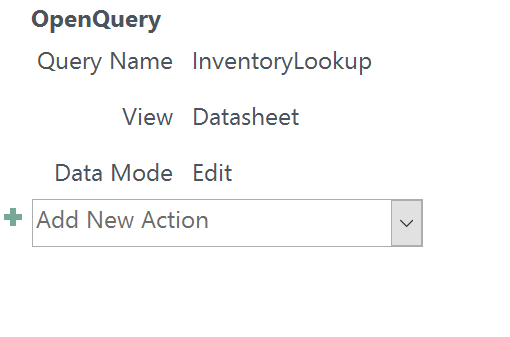 OpenQuery
Query Name InventoryLookup
View Datasheet
Data Mode Edit
Add New Action